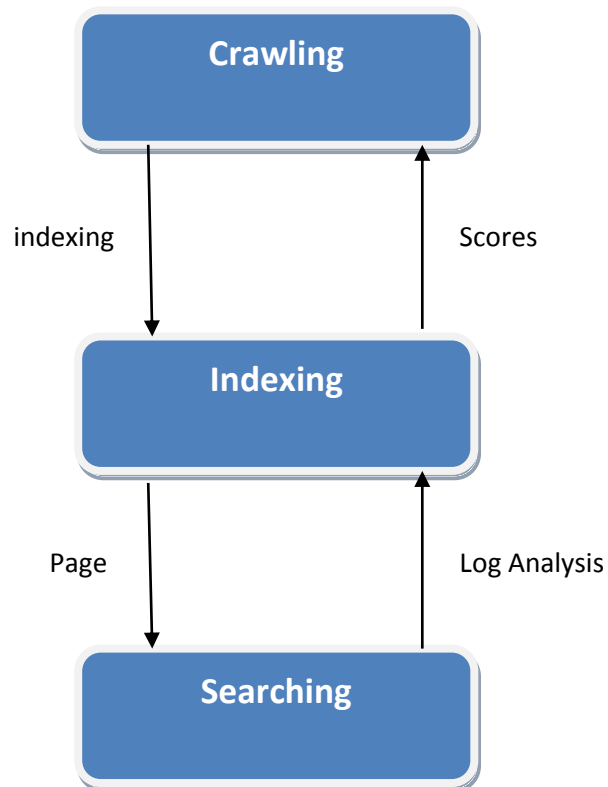 Crawling
indexing
Scores
Indexing
Page
Log Analysis
Searching